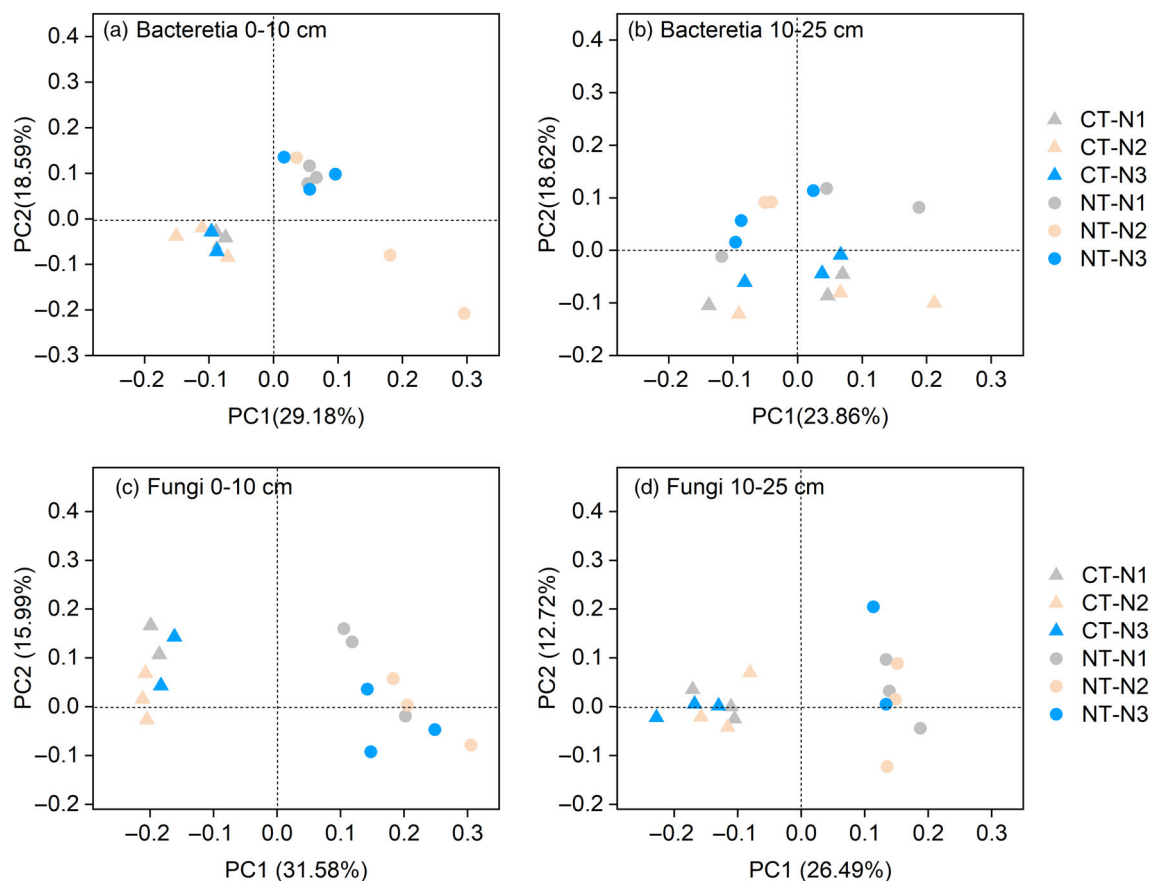 (a) Bacteretia 0-10 cm
0.4
0.3
0.2
0.1
0.0
−0.1
−0.2
−0.3
PC2(18.59%)
−0.2 −0.1 0.0 0.1 0.2 0.3
PC1(29.18%)
(b) Bacteretia 10-25 cm
0.4
0.3
0.2
0.1
0.0
−0.1
−0.2
PC2(18.62%)
−0.2 −0.1 0.0 0.1 0.2 0.3
PC1(23.86%)
CT-N1
CT-N2
CT-N3
NT-N1
NT-N2
NT-N3
(c) Fungi 0-10 cm
0.4
0.3
0.2
0.1
0.0
−0.1
−0.2
PC2 (15.99%)
−0.2 −0.1 0.0 0.1 0.2 0.3
PC1 (31.58%)
(d) Fungi 10-25 cm
0.4
0.3
0.2
0.1
0.0
−0.1
−0.2
PC2 (12.72%)
−0.2 −0.1 0.0 0.1 0.2 0.3
PC1 (26.49%)
CT-N1
CT-N2
CT-N3
NT-N1
NT-N2
NT-N3